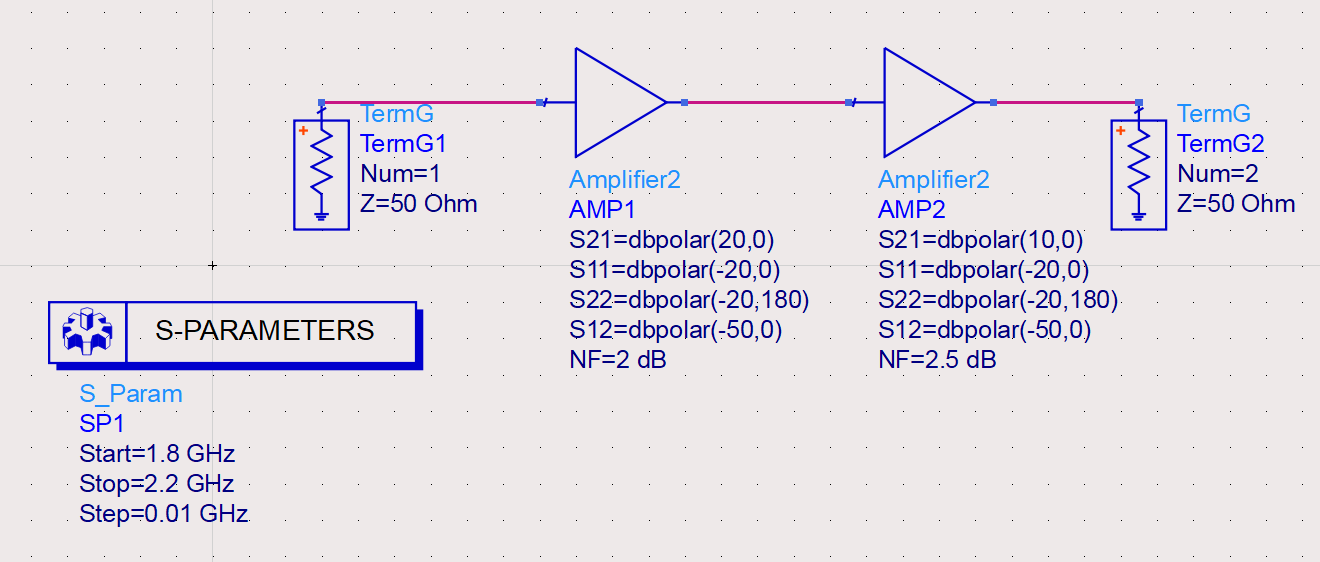 TermG
TermG1
Num=1
Z=50 Ohm
Amplifier2
AMP1
S21=dbpolar(20,0)
S11=dbpolar(-20,0)
S22=dbpolar(-20,180)
S12=dbpolar(-50,0)
NF=2 dB
Amplifier2
AMP2
S21=dbpolar(10,0)
S11=dbpolar(-20,0)
S22=dbpolar(-20,180)
S12=dbpolar(-50,0)
NF=2.5 dB
TermG
TermG2
Num=2
Z=50 Ohm
S-PARAMETERS
S_Param
SP1
Start=1.8 GHz
Stop=2.2 GHz
Step=0.01 GHz